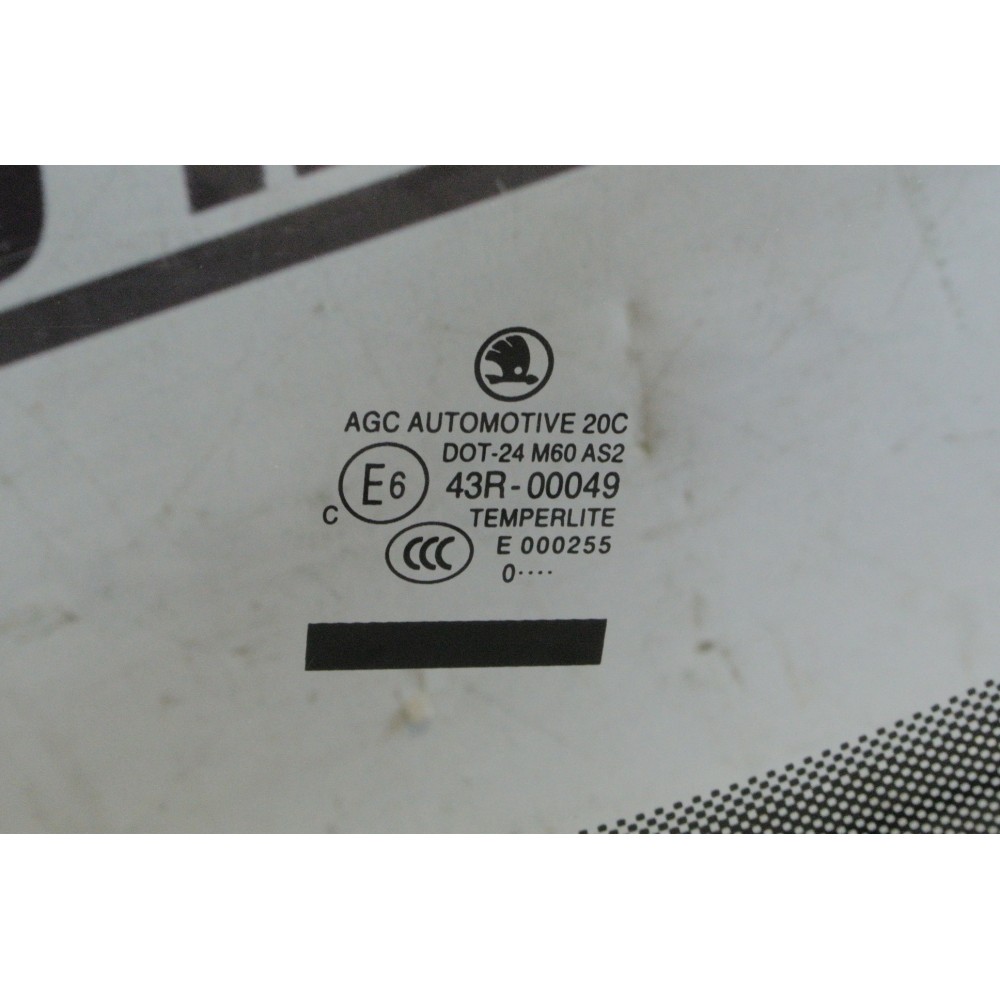 AGC AUTOMOTIVE 20C
DOT-24 M60 AS2
E6 43R-00049
C TEMPERLITE
CCC E 000255
0····